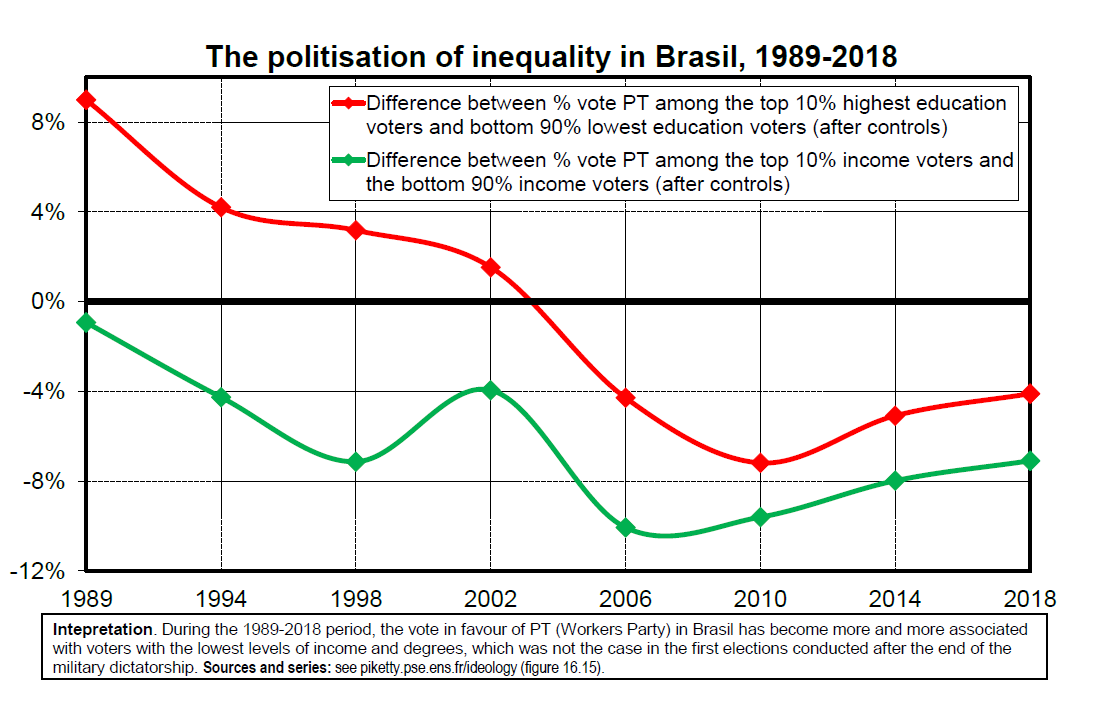 The politisation of inequality in Brasil, 1989-2018
Difference between % vote PT among the top 10% highest education
voters and bottom 90% lowest education voters (after controls)
Difference between % vote PT among the top 10% income voters and
the bottom 90% income voters (after controls)
8%
4%
0%
-4%
-8%
-12%
1989 1994 1998 2002 2006 2010 2014 2018
Intepretation. During the 1989-2018 period, the vote in favour of PT (Workers Party) in Brasil has become more and more associated
with voters with the lowest levels of income and degrees, which was not the case in the first elections conducted after the end of the
military dictatorship. Sources and series: see piketty.pse.ens.fr/ideology (figure 16.15).